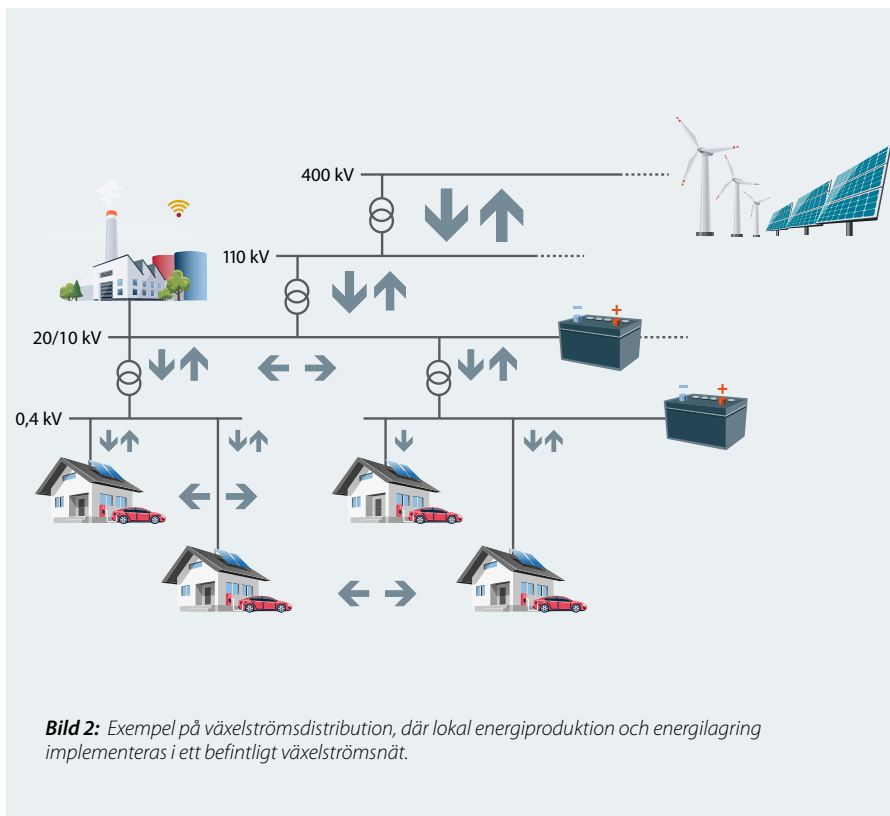 400 kV
110 kV
20/10 kV
0,4 kV
Bild 2: Exempel på växelströmsdistribution, där lokal energiproduktion och energilagring
implementeras i ett befintligt växelströmsnät.